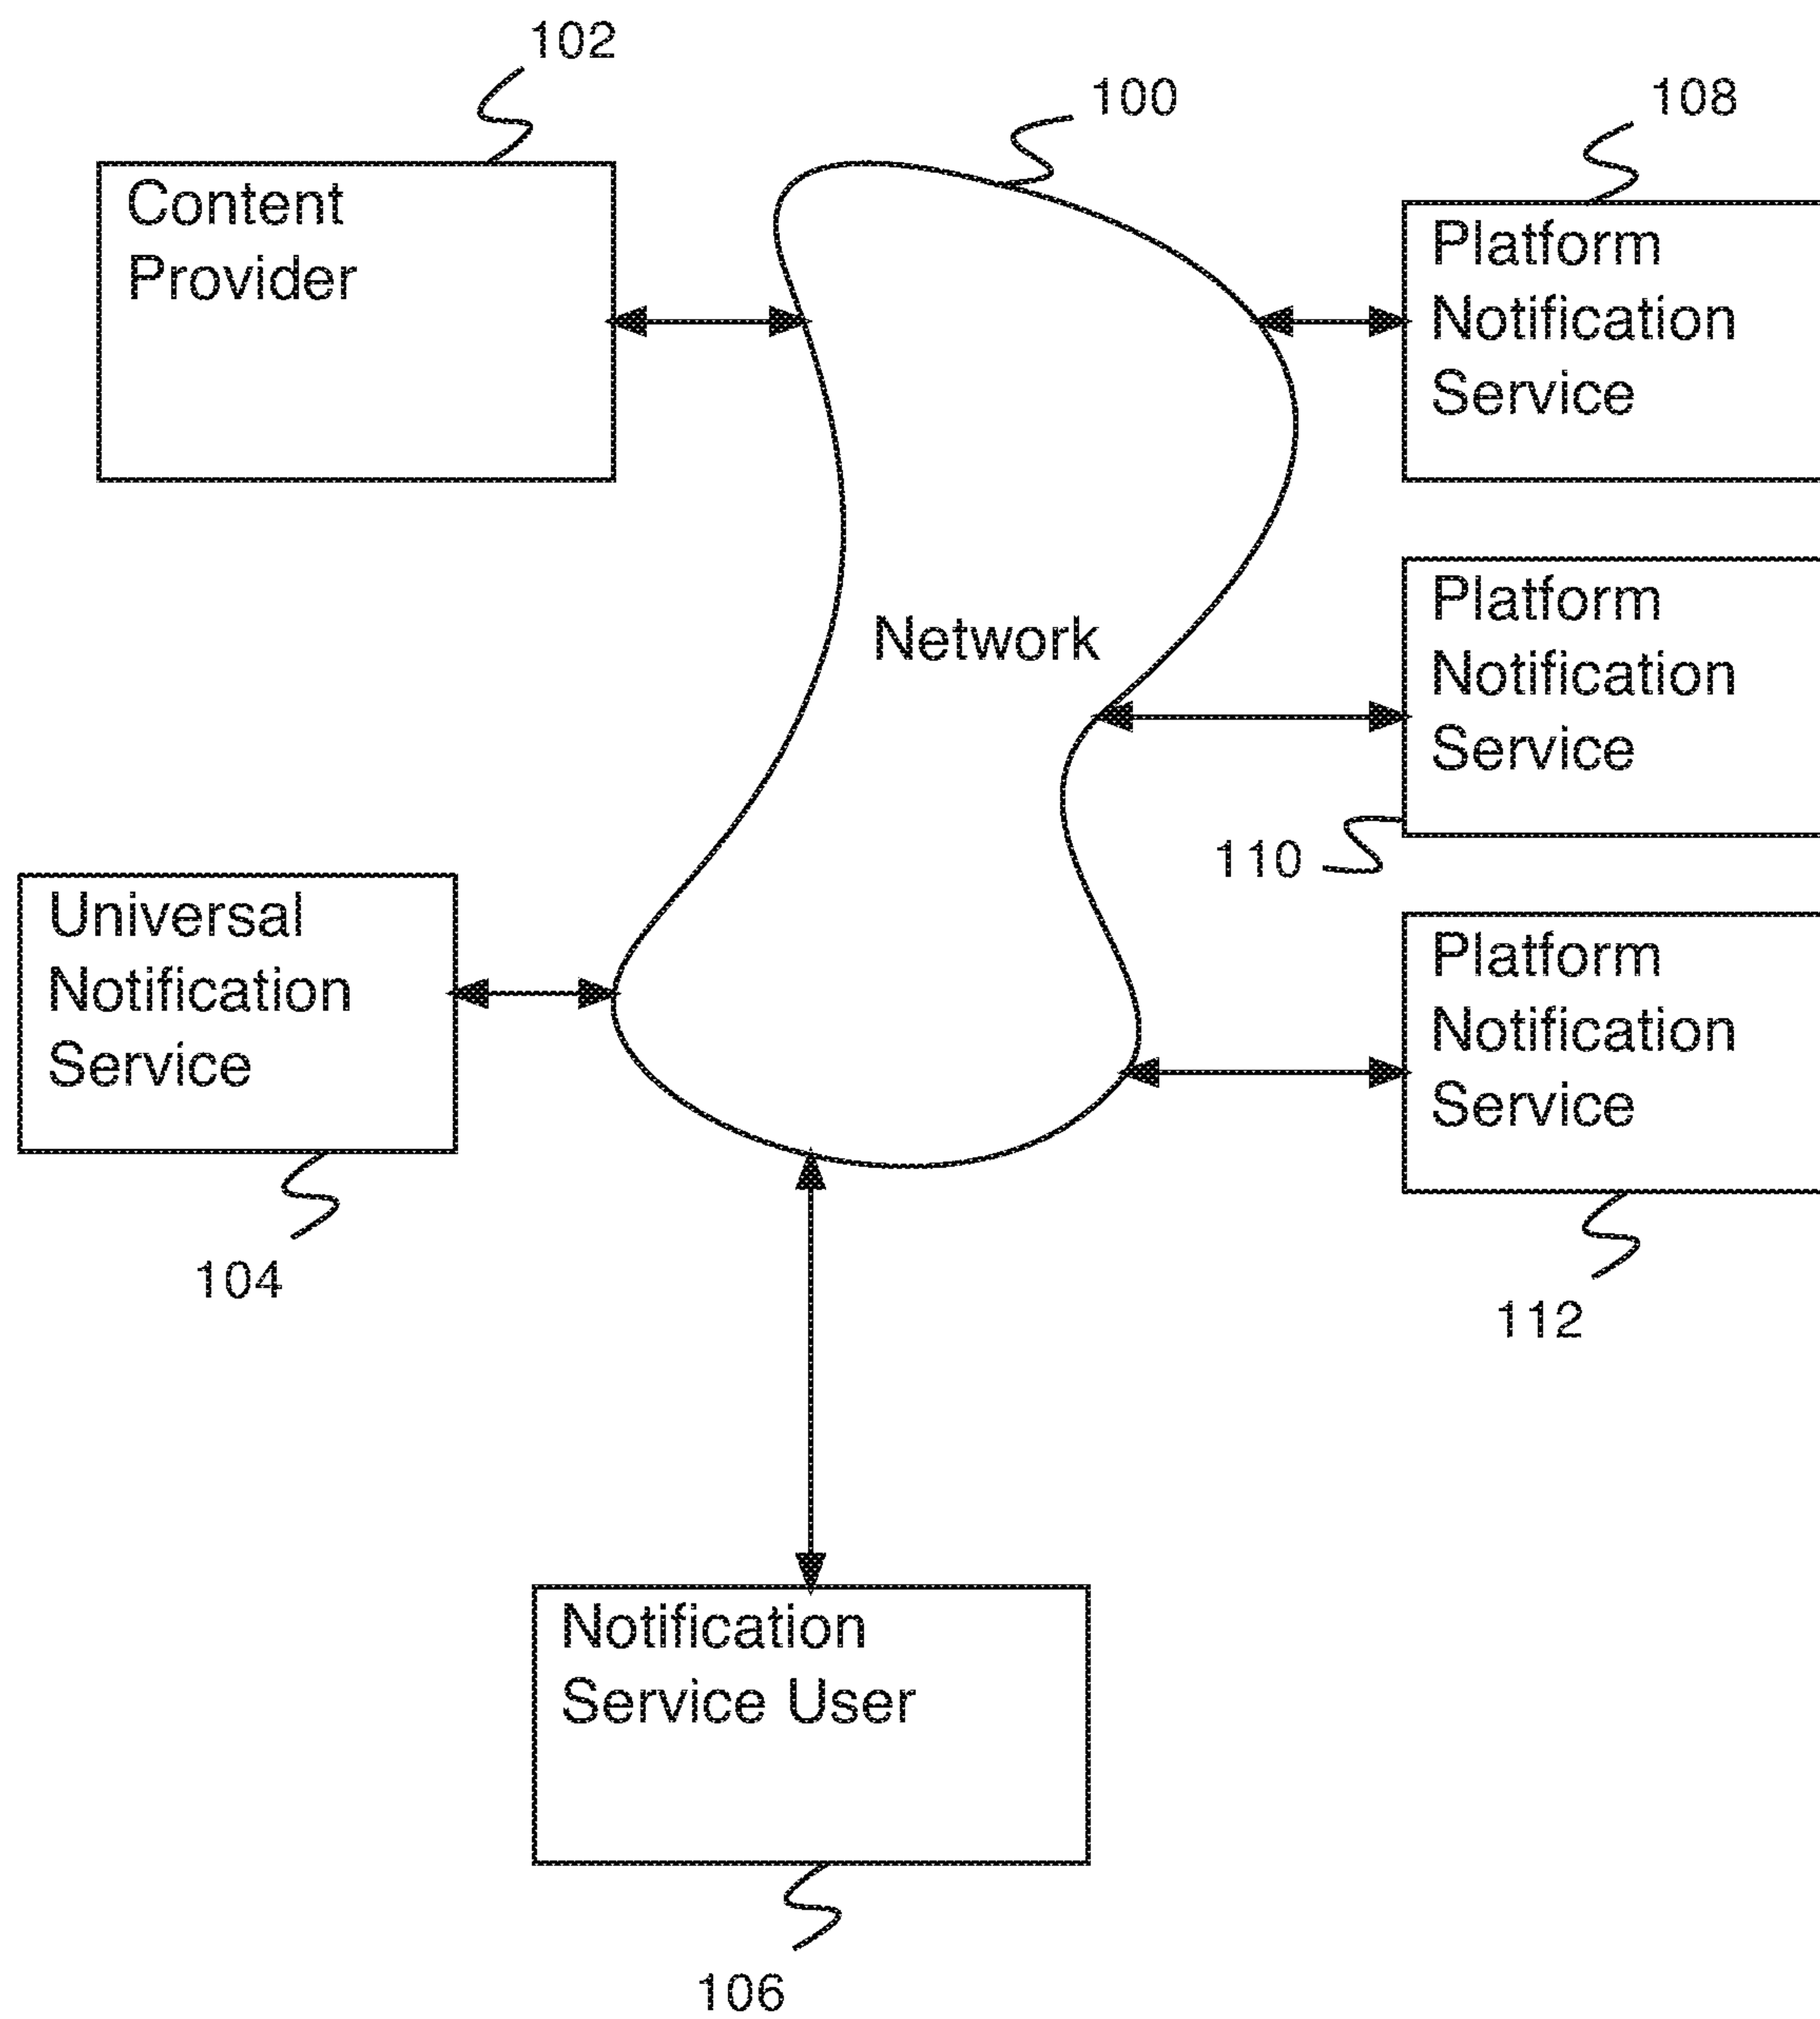 102
100
108
Content
Provider
Platform
Notification
Service
Network
Platform
Notification
Service
110
Universal
Notification
Service
Platform
Notification
Service
104
112
Notification
Service User
106